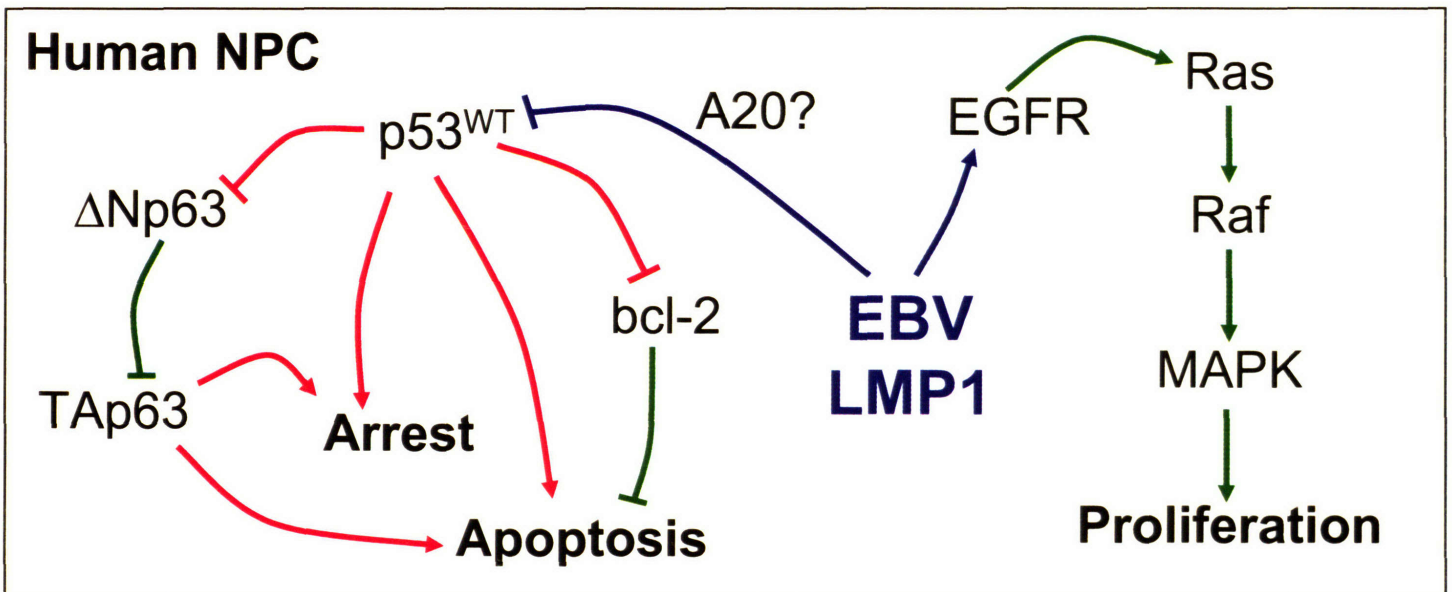 Human NPC
p53WT
A20?
EGFR
Ras
ΔNp63
Raf
bcl-2
EBV
LMP1
TAp63
Arrest
MAPK
Apoptosis
Proliferation